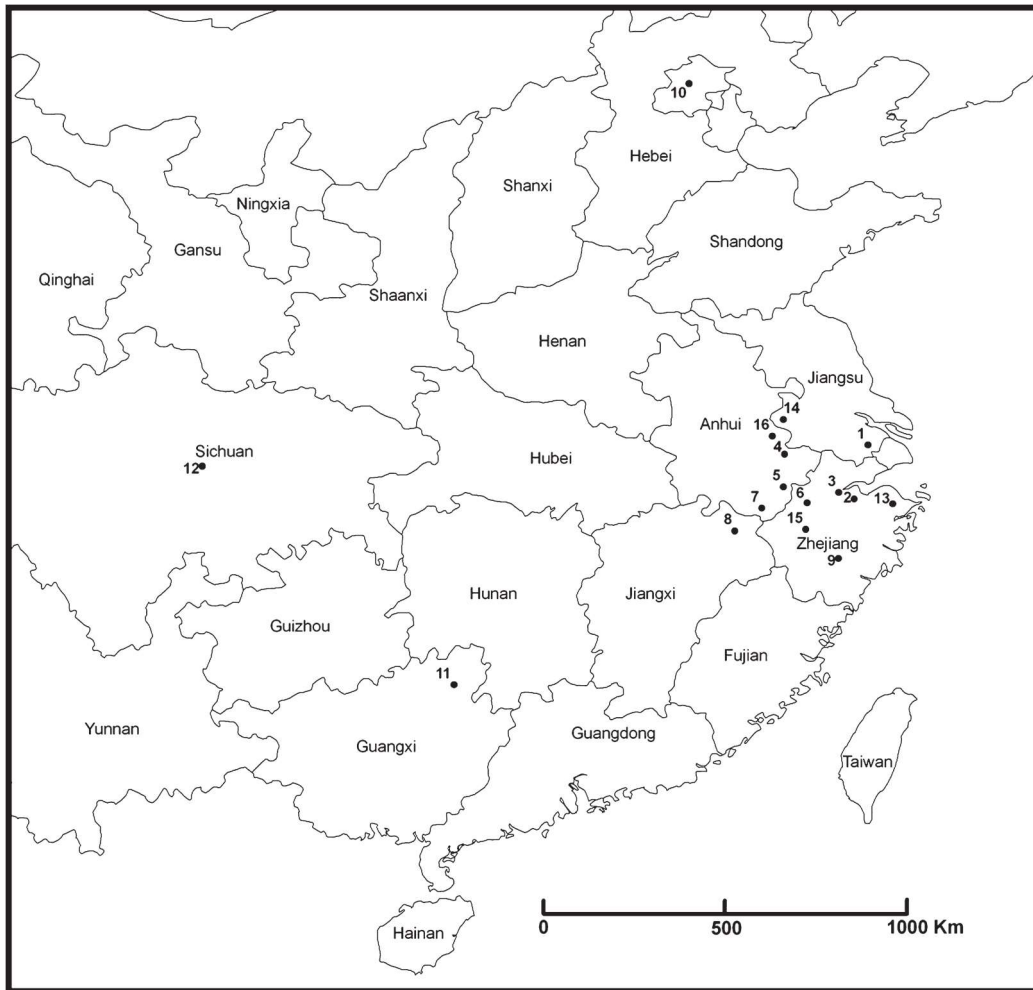 10
Hebei
Shanxi
Ningxia
Shandong
Gansu
Qinghai
Shaanxi
Henan
Jiangsu
14
Anhui
16
1
4
Sichuan
12
Hubei
5
3
6
2
13
7
8
15
Zhejiang
9
Hunan
Jiangxi
Guizhou
Fujian
11
Yunnan
Guangxi
Guangdong
Taiwan
Hainan
0
500
1000 Km